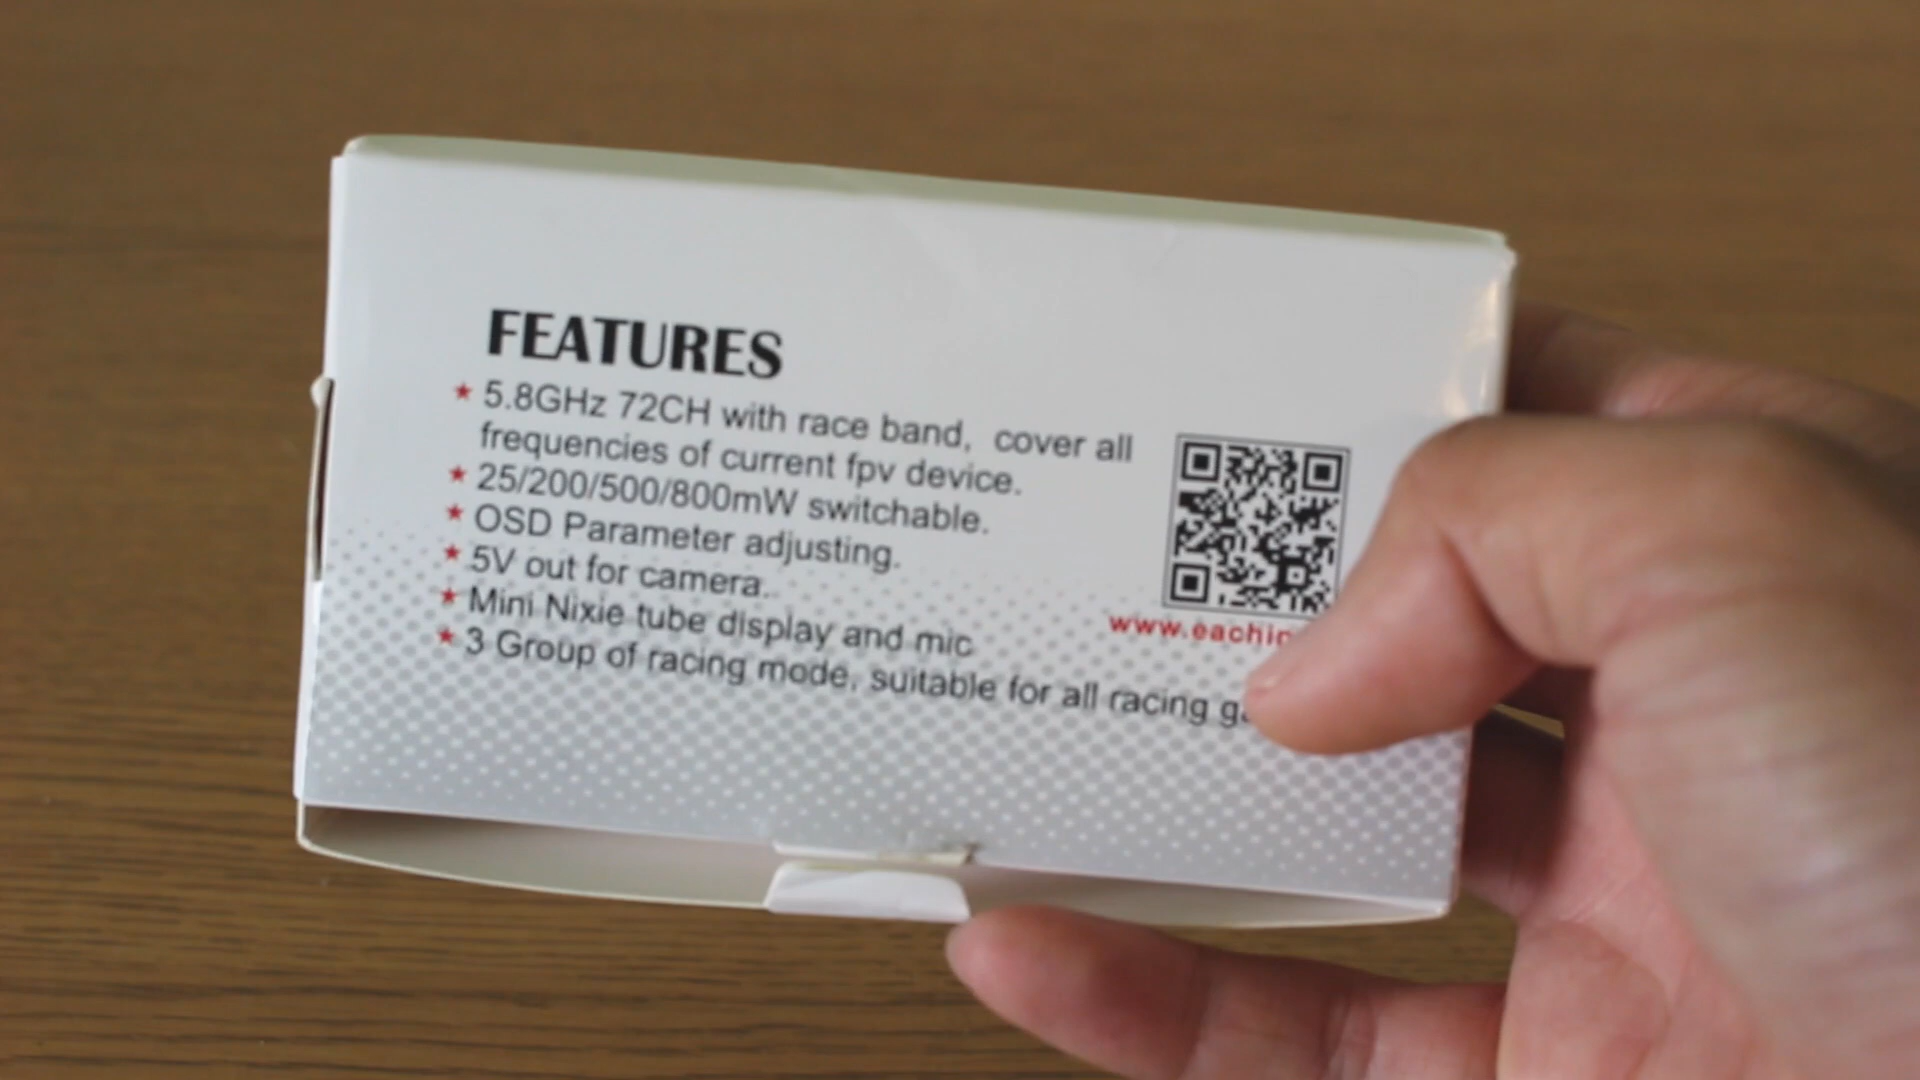 FEATURES
★ 5.8GHz 72CH with race band, cover all
frequencies of current fpv device.
★ 25/200/500/800mW switchable.
★ OSD Parameter adjusting.
★ 5V out for camera.
★ Mini Nixie tube display and mic
★ 3 Group of racing mode, suitable for all racing
www.eachi